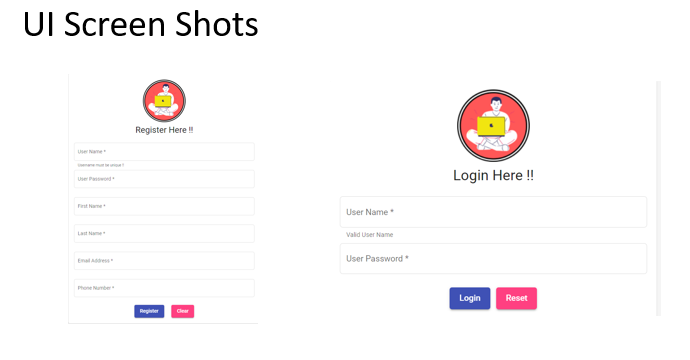 UI Screen Shots
Register Here !!
User Name *
Username must be unique !!
User Password *
First Name *
Last Name *
Email Address *
Phone Number *
Register Clear
Login Here !!
User Name *
Valid User Name
User Password *
Login Reset